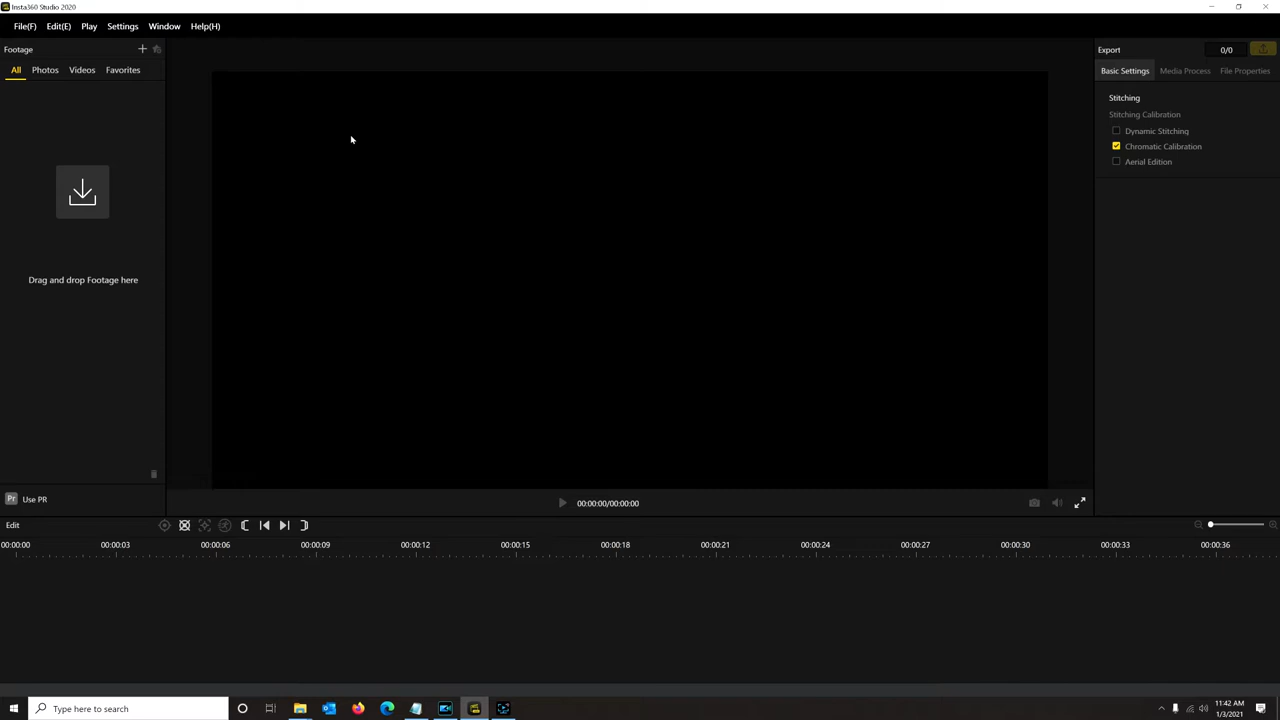 Insta360 Studio 2020
File(F) Edit(E) Play Settings Window Help(H)
Footage
All Photos Videos Favorites
Drag and drop Footage here
Pr Use PR
00:00:00/00:00:00
Export 0/0
Basic Settings Media Process File Properties
Stitching
Stitching Calibration
Dynamic Stitching
Chromatic Calibration
Aerial Edition
Edit
00:00:00 00:00:03 00:00:06 00:00:09 00:00:12 00:00:15 00:00:18 00:00:21 00:00:24 00:00:27 00:00:30 00:00:33 00:00:36
Type here to search
11:42 AM
1/3/2021